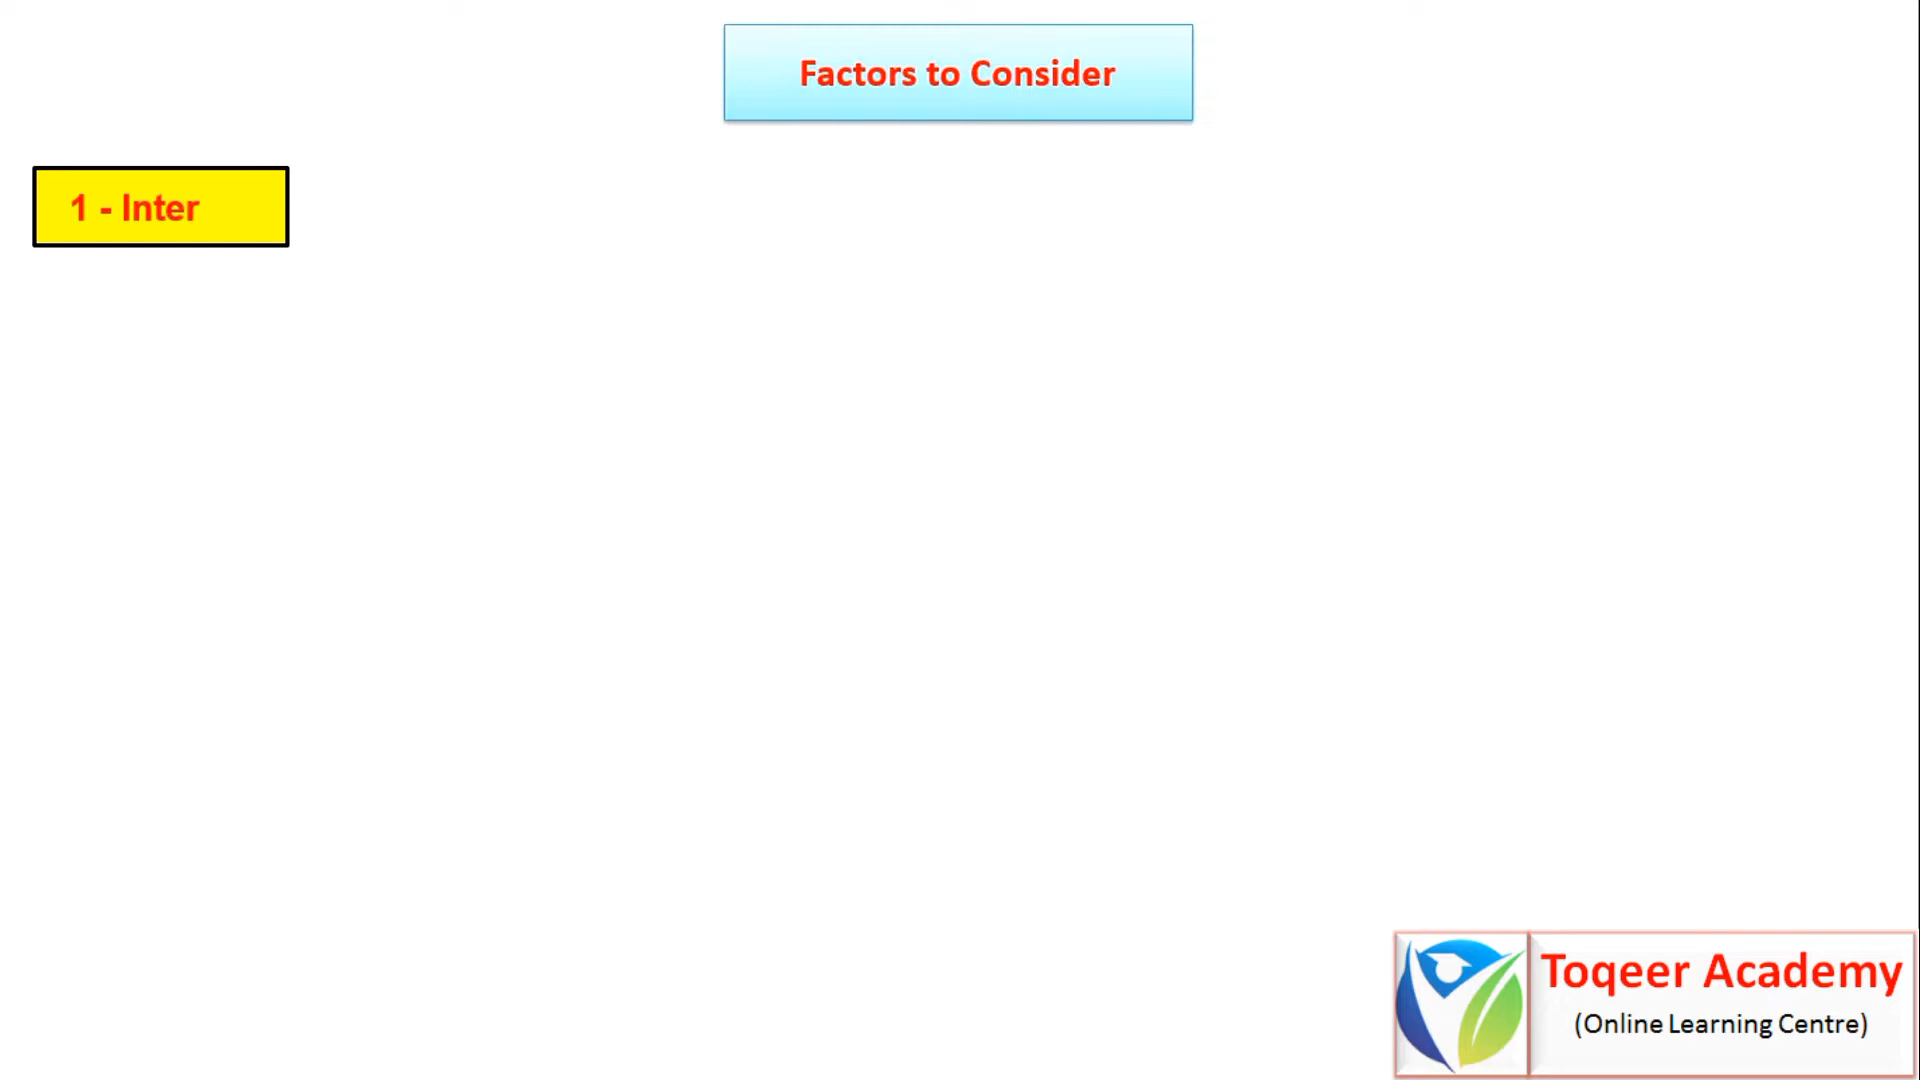 Factors to Consider
1 - Inter
Toqeer Academy
(Online Learning Centre)